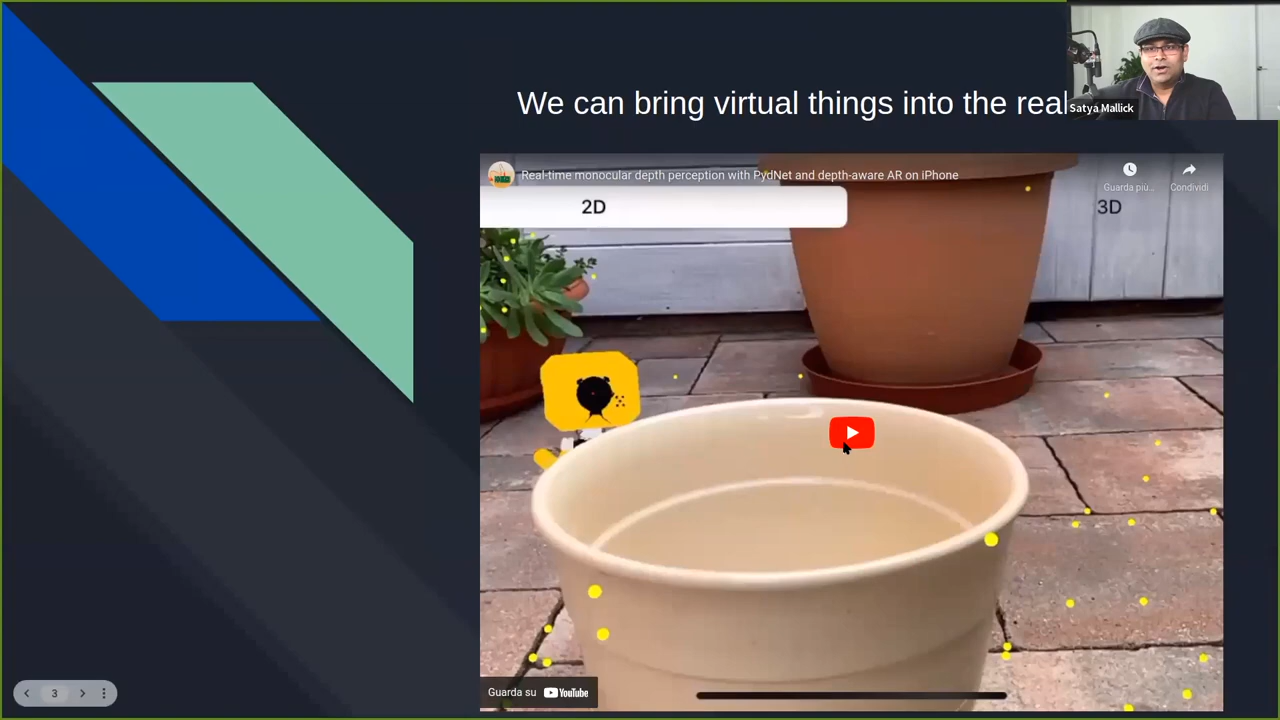 We can bring virtual things into the real
Satya Mallick
Real-time monocular depth perception with PydNet and depth-aware AR on iPhone
Guarda più...
Condividi
2D
3D
Guarda su YouTube
3